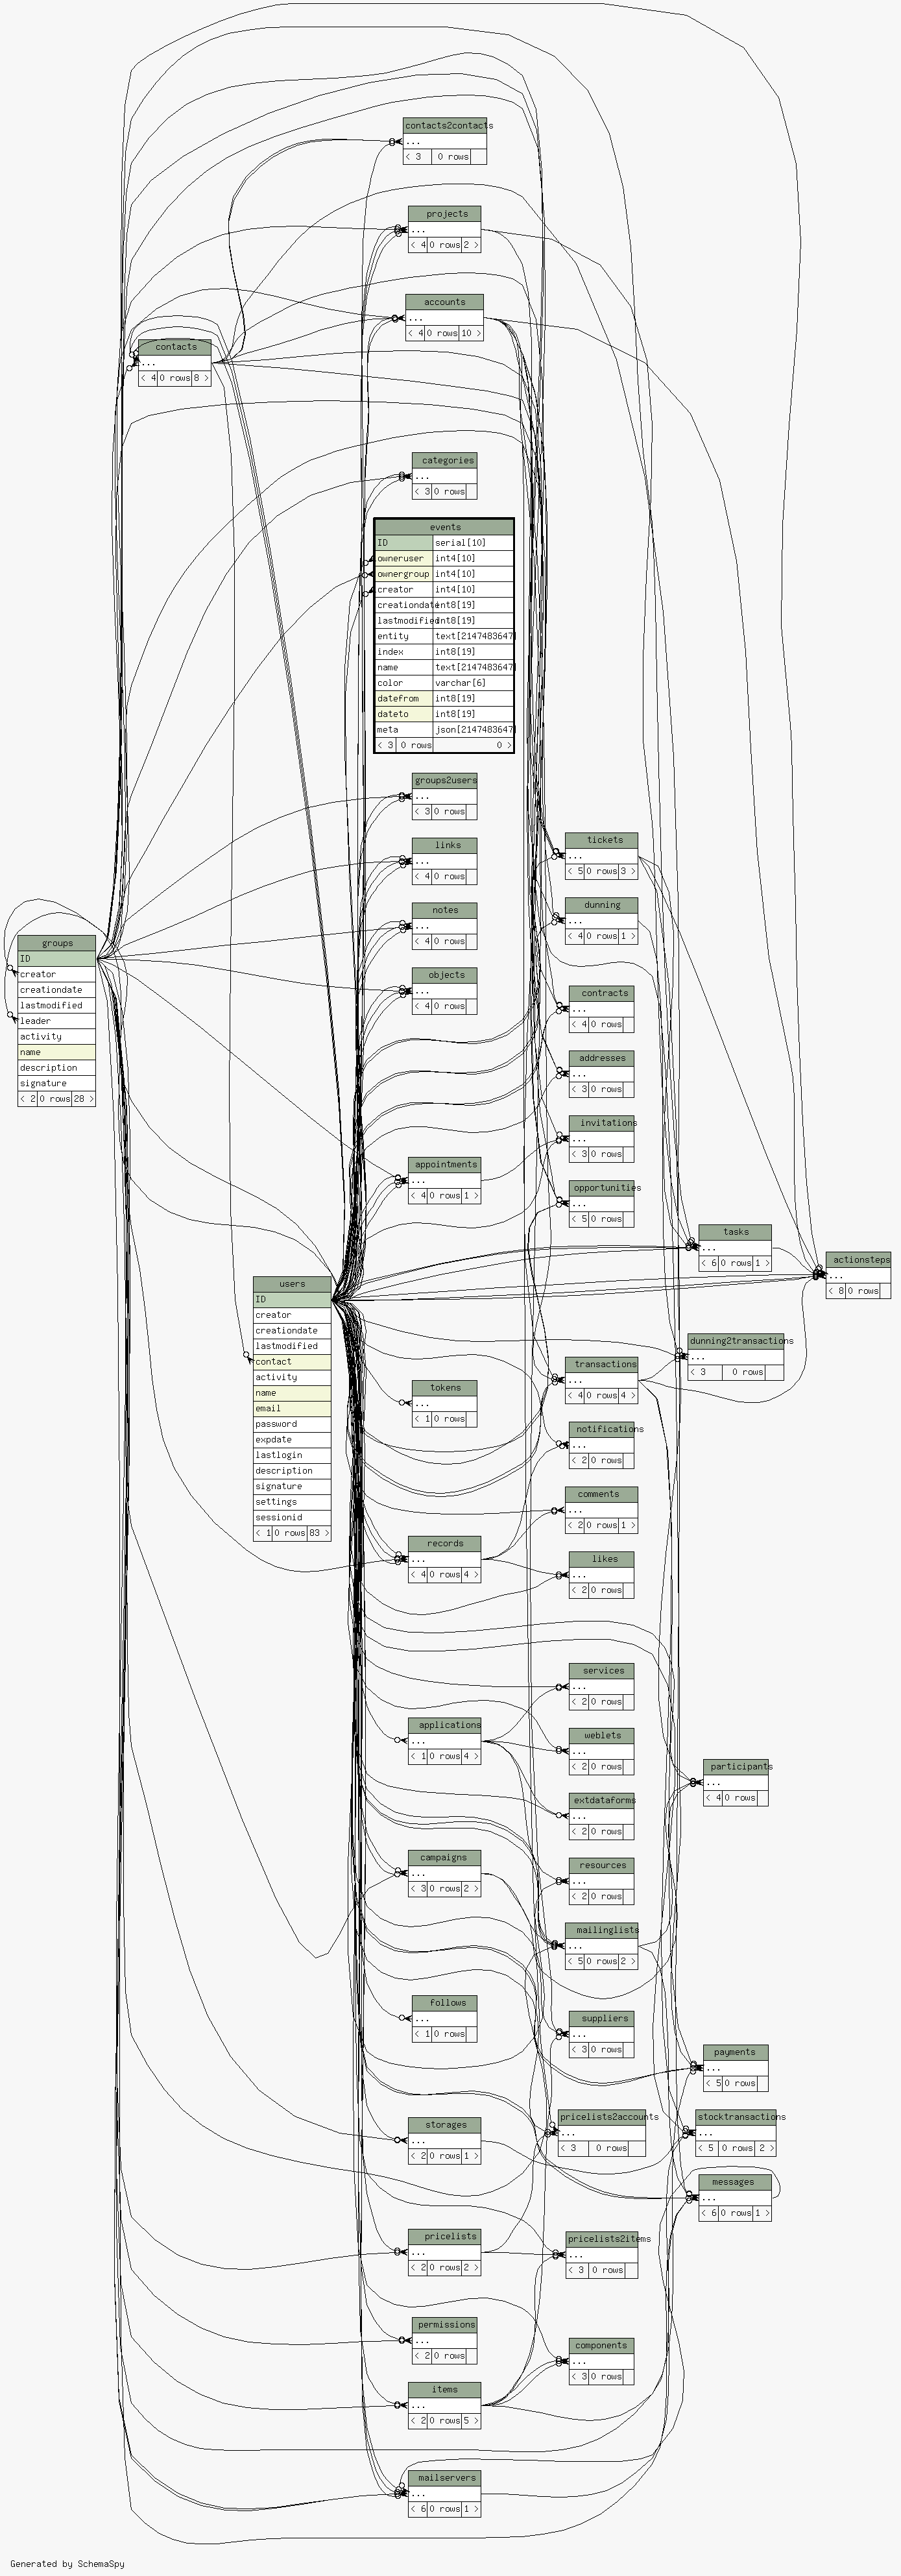 contacts2contacts
...
< 3 0 rows
projects
...
< 4 0 rows 2 >
accounts
...
< 4 0 rows 10 >
contacts
...
< 4 0 rows 8 >
categories
...
< 3 0 rows
events
ID serial[10]
owneruser int4[10]
ownergroup int4[10]
creator int4[10]
creationdate int8[19]
lastmodified int8[19]
entity text[2147483647]
index int8[19]
name text[2147483647]
color varchar[6]
datefrom int8[19]
dateto int8[19]
meta json[2147483647]
< 3 0 rows 0 >
groups2users
...
< 3 0 rows
links
...
< 4 0 rows
tickets
...
< 5 0 rows 3 >
notes
...
< 4 0 rows
dunning
...
< 4 0 rows 1 >
groups
ID
creator
creationdate
lastmodified
leader
activity
name
description
signature
< 2 0 rows 28 >
objects
...
< 4 0 rows
contracts
...
< 4 0 rows
addresses
...
< 3 0 rows
invitations
...
< 3 0 rows
appointments
...
< 4 0 rows 1 >
opportunities
...
< 5 0 rows
tasks
...
< 6 0 rows 1 >
actionsteps
...
< 8 0 rows
users
ID
creator
creationdate
lastmodified
contact
activity
name
email
password
expdate
lastlogin
description
signature
settings
sessionid
< 1 0 rows 83 >
dunning2transactions
...
< 3 0 rows
transactions
...
< 4 0 rows 4 >
tokens
...
< 1 0 rows
notifications
...
< 2 0 rows
comments
...
< 2 0 rows 1 >
records
...
< 4 0 rows 4 >
likes
...
< 2 0 rows
services
...
< 2 0 rows
applications
...
< 1 0 rows 4 >
weblets
...
< 2 0 rows
participants
...
< 4 0 rows
extdataforms
...
< 2 0 rows
campaigns
...
< 3 0 rows 2 >
resources
...
< 2 0 rows
mailinglists
...
< 5 0 rows 2 >
follows
...
< 1 0 rows
suppliers
...
< 3 0 rows
payments
...
< 5 0 rows
storages
...
< 2 0 rows 1 >
pricelists2accounts
...
< 3 0 rows
stocktransactions
...
< 5 0 rows 2 >
messages
...
< 6 0 rows 1 >
pricelists
...
< 2 0 rows 2 >
pricelists2items
...
< 3 0 rows
permissions
...
< 2 0 rows
components
...
< 3 0 rows
items
...
< 2 0 rows 5 >
mailservers
...
< 6 0 rows 1 >
Generated by SchemaSpy